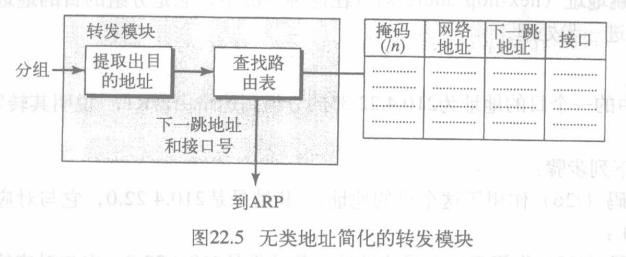 转发模块
分组
提取出目
的地址
查找路
由表
下一跳地址
和接口号
到ARP
掩码
(/n)
网络
地址
下一跳
地址
接口
图22.5 无类地址简化的转发模块